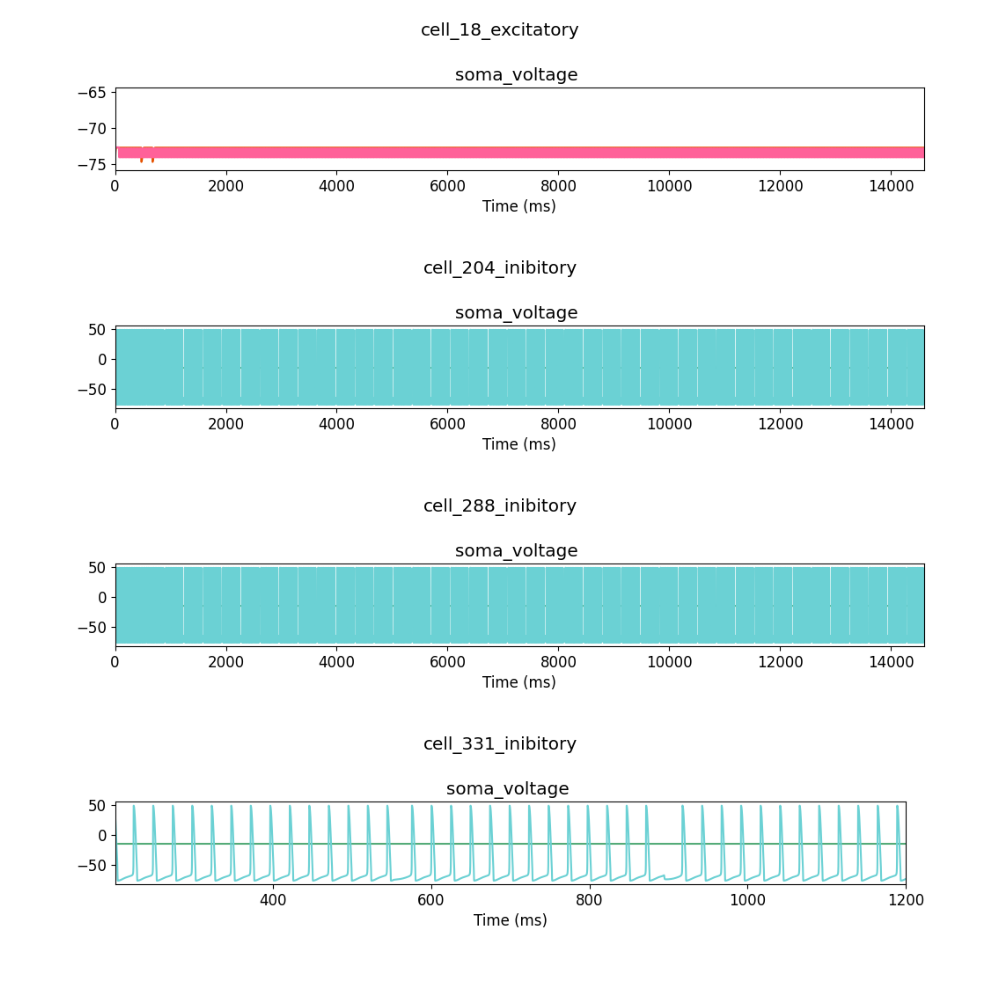 cell_18_excitatory
soma_voltage
−65
−70
−75
0 2000 4000 6000 8000 10000 12000 14000
Time (ms)
cell_204_inibitory
soma_voltage
50
0
−50
0 2000 4000 6000 8000 10000 12000 14000
Time (ms)
cell_288_inibitory
soma_voltage
50
0
−50
0 2000 4000 6000 8000 10000 12000 14000
Time (ms)
cell_331_inibitory
soma_voltage
50
0
−50
400 600 800 1000 1200
Time (ms)